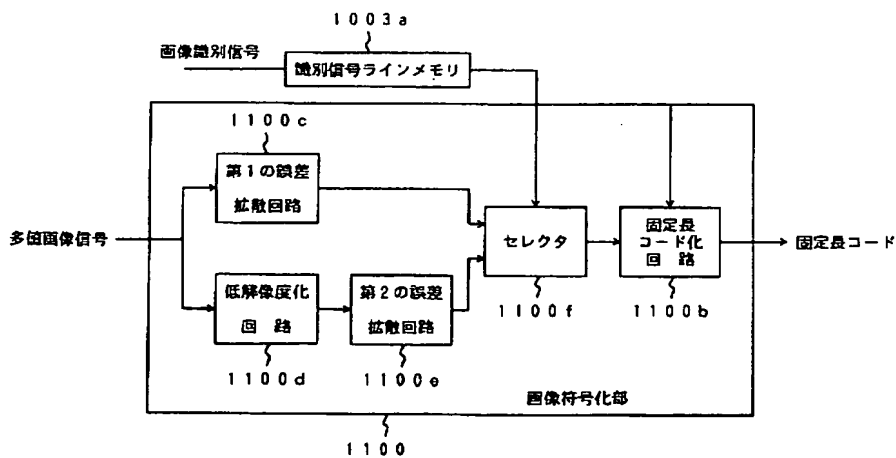 1003a
画像識別信号
識別信号ラインメモリ
1100c
第1の誤差
拡散回路
多値画像信号
セレクタ
固定長
コード化
回路
固定長コード
低解像度化
回路
第2の誤差
拡散回路
1100f
1100b
1100d
1100e
画像符号化部
1100